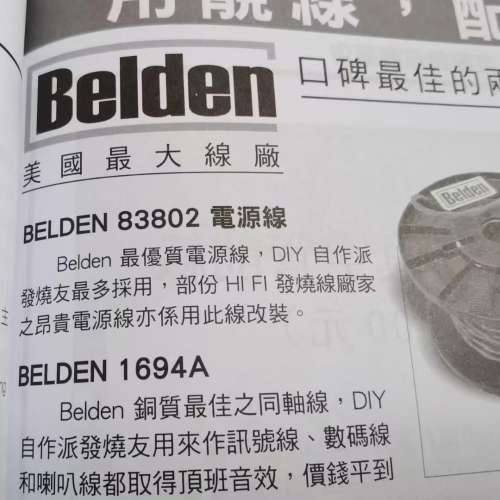 用靚線，配
Belden
口碑最佳的兩
美國最大線廠
Belden
BELDEN 83802 電源線
Belden 最優質電源線，DIY 自作派
發燒友最多採用，部份 HI FI 發燒線廠家
之昂貴電源線亦係用此線改裝。
BELDEN 1694A
Belden 銅質最佳之同軸線，DIY
自作派發燒友用來作訊號線、數碼線
和喇叭線都取得頂班音效，價錢平到